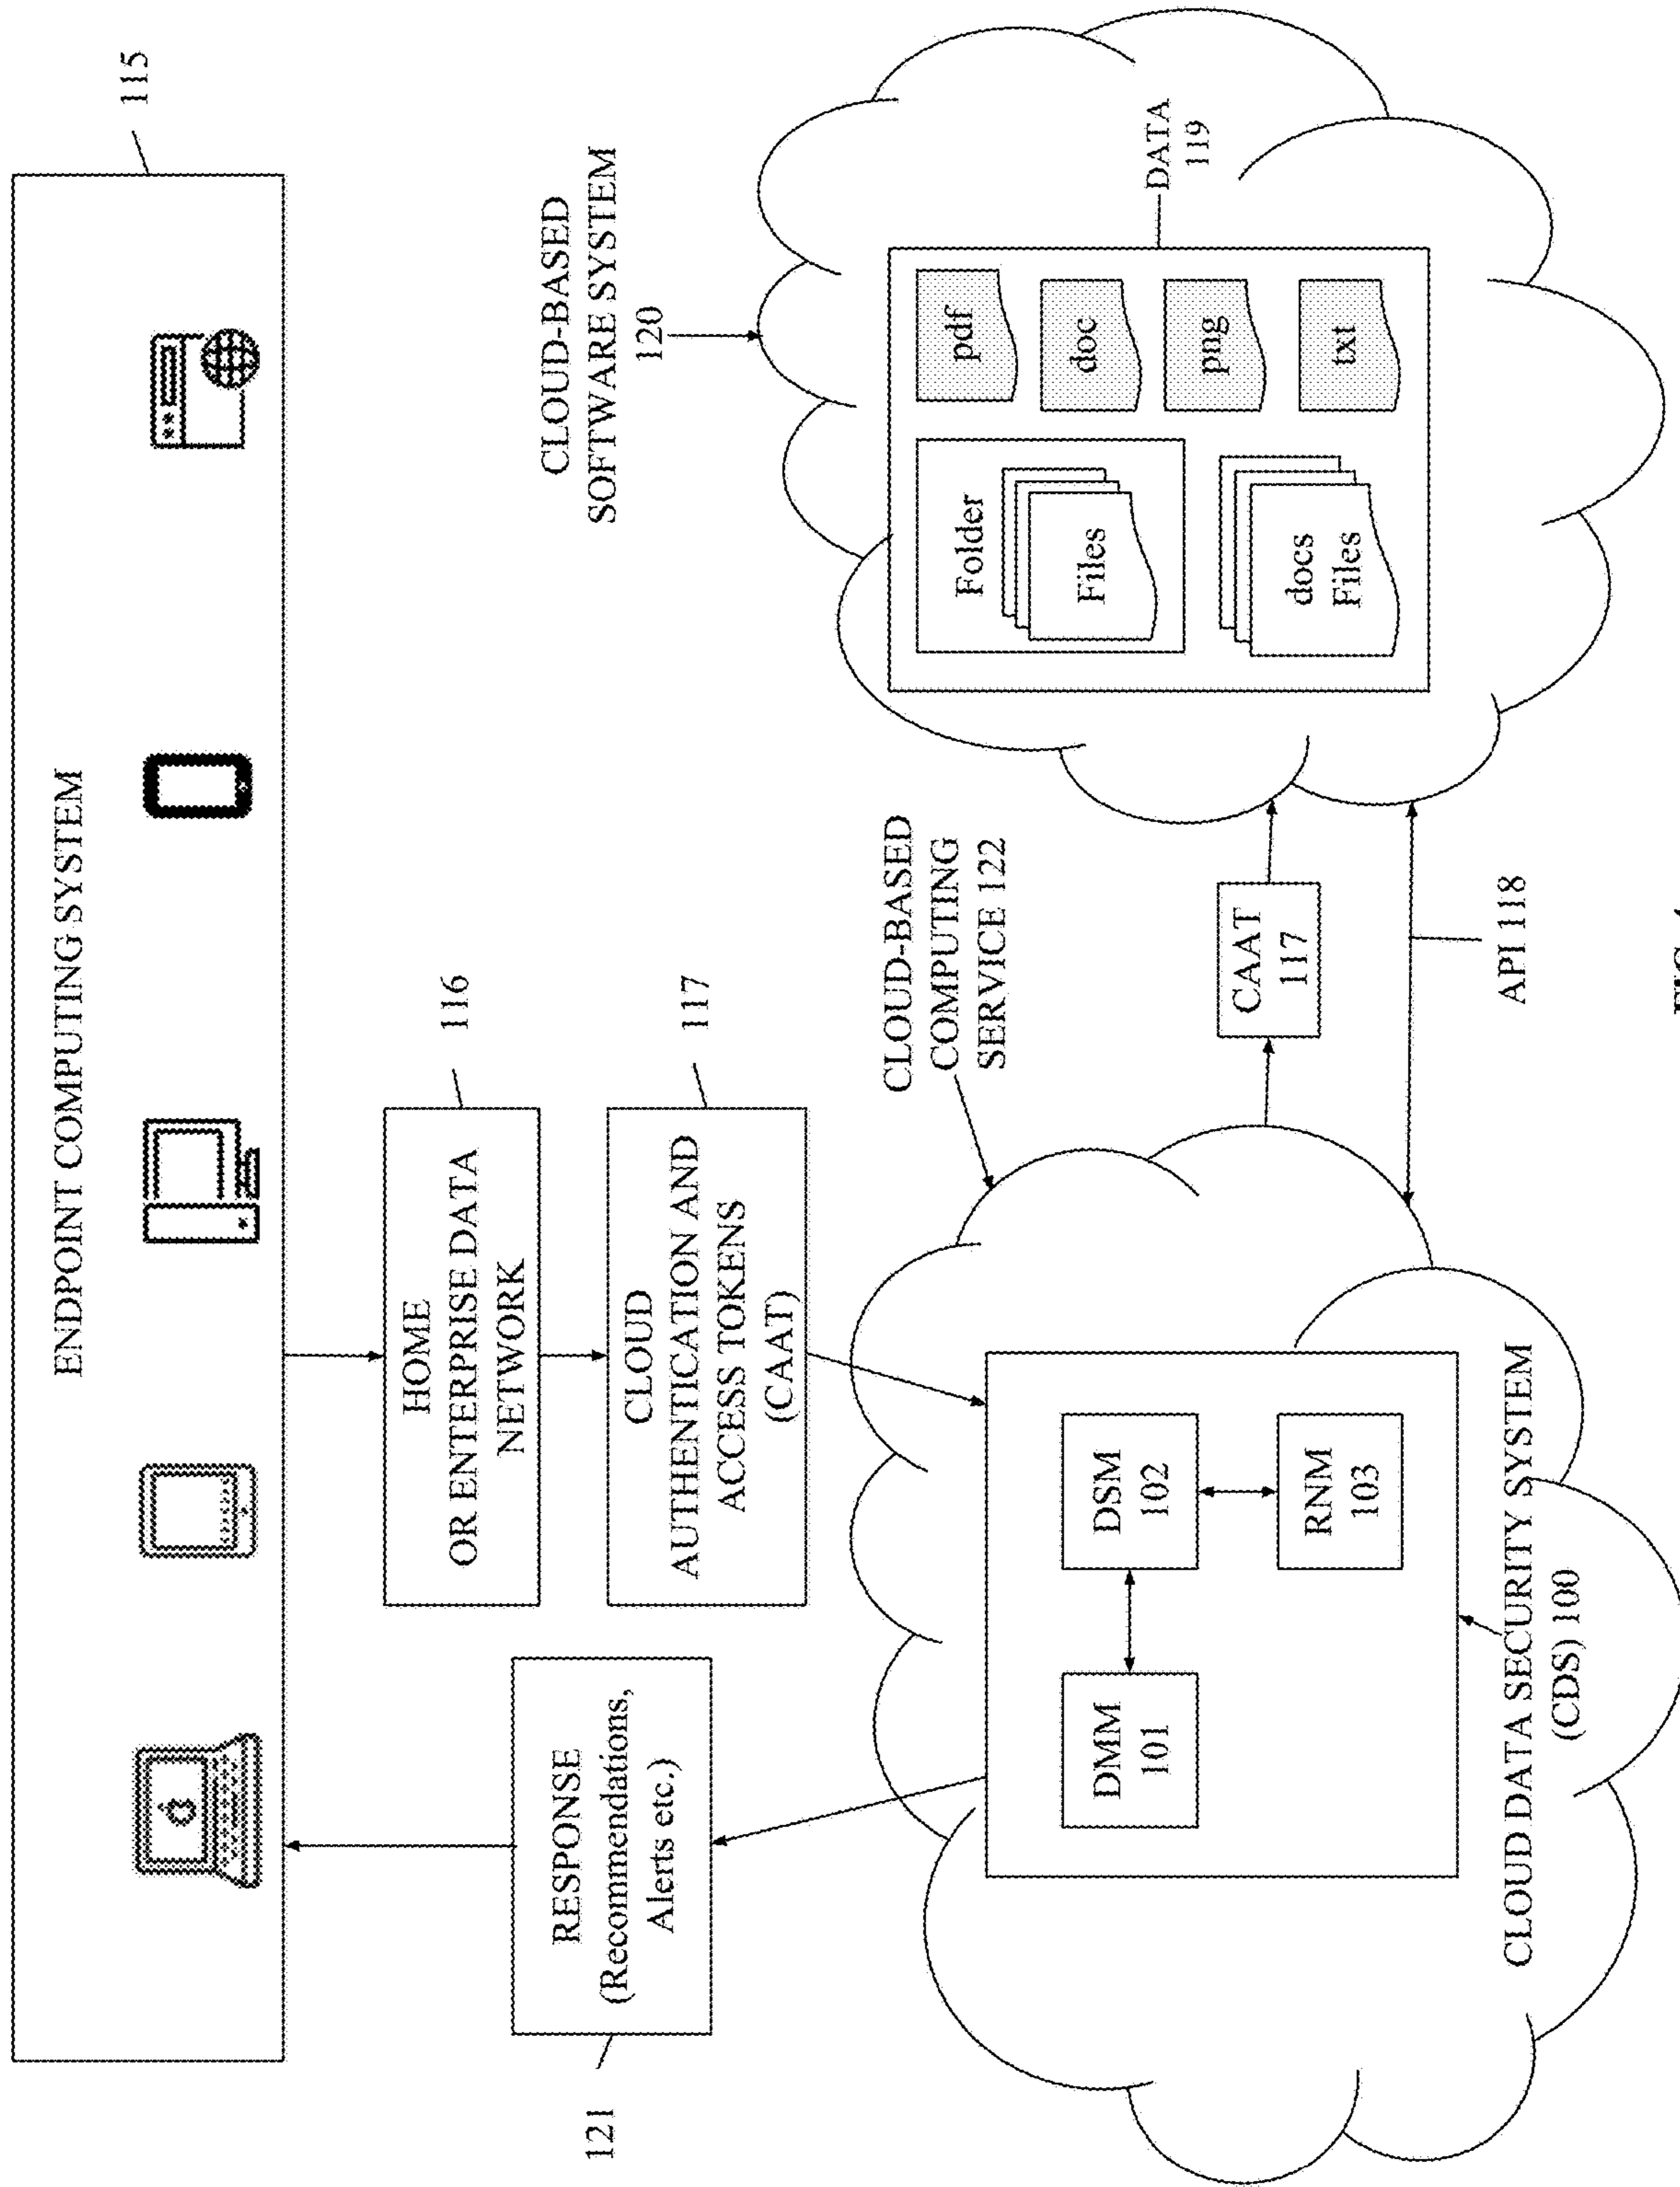 ENDPOINT COMPUTING SYSTEM
115
HOME
OR ENTERPRISE DATA
NETWORK
116
CLOUD
AUTHENTICATION AND
ACCESS TOKENS
(CAAT)
117
RESPONSE
(Recommendations,
Alerts etc.)
121
CLOUD-BASED
SOFTWARE SYSTEM
120
CLOUD-BASED
COMPUTING
SERVICE 122
DMM
101
DSM
102
RNM
103
CLOUD DATA SECURITY SYSTEM
(CDS) 100
CAAT
117
API 118
Folder
Files
docs
Files
pdf
doc
png
txt
DATA
119